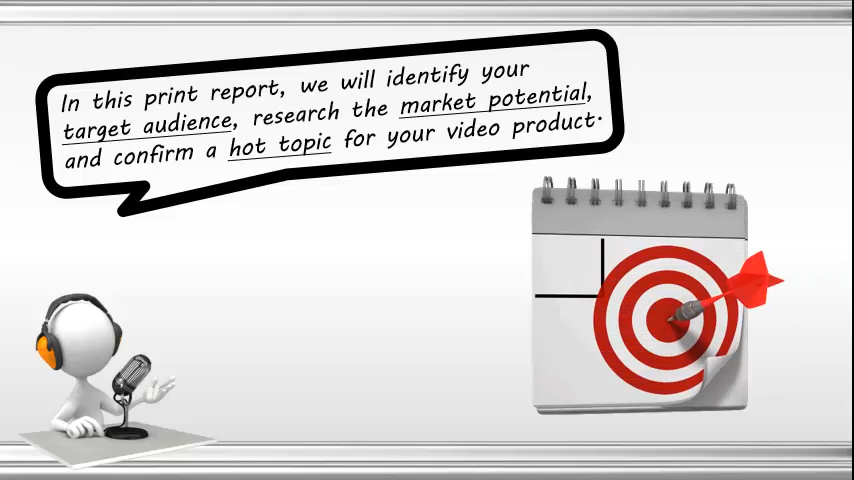 In this print report, we will identify your
target audience, research the market potential,
and confirm a hot topic for your video product.